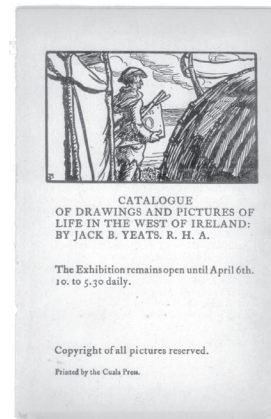 CATALOGUE
OF DRAWINGS AND PICTURES OF
LIFE IN THE WEST OF IRELAND:
BY JACK B. YEATS. R. H. A.
The Exhibition remains open until April 6th.
10. to 5.30 daily.
Copyright of all pictures reserved.
Printed by the Cuala Press.